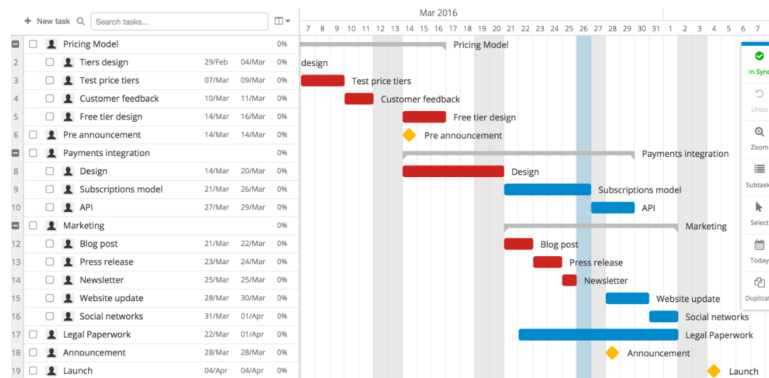 Mar 2016
+ New task Search tasks...
7 8 9 10 11 12 13 14 15 16 17 18 19 20 21 22 23 24 25 26 27 28 29 30 31 1 2 3 4 5 6 7
Pricing Model 0% Pricing Model
2 Tiers design 29/Feb 04/Mar 0% design
3 Test price tiers 07/Mar 09/Mar 0% Test price tiers
4 Customer feedback 10/Mar 11/Mar 0% Customer feedback
5 Free tier design 14/Mar 16/Mar 0% Free tier design
6 Pre announcement 14/Mar 14/Mar 0% Pre announcement
Payments integration 0% Payments integration
8 Design 14/Mar 20/Mar 0% Design
9 Subscriptions model 21/Mar 26/Mar 0% Subscriptions model
10 API 27/Mar 29/Mar 0% API
Marketing 0% Marketing
12 Blog post 21/Mar 22/Mar 0% Blog post
13 Press release 23/Mar 24/Mar 0% Press release
14 Newsletter 25/Mar 25/Mar 0% Newsletter
15 Website update 28/Mar 30/Mar 0% Website update
16 Social networks 31/Mar 01/Apr 0% Social networks
17 Legal Paperwork 22/Mar 01/Apr 0% Legal Paperwork
18 Announcement 28/Mar 28/Mar 0% Announcement
19 Launch 04/Apr 04/Apr 0% Launch
In Sync
Undo
Zoom
Subtask
Select
Today
Duplicat